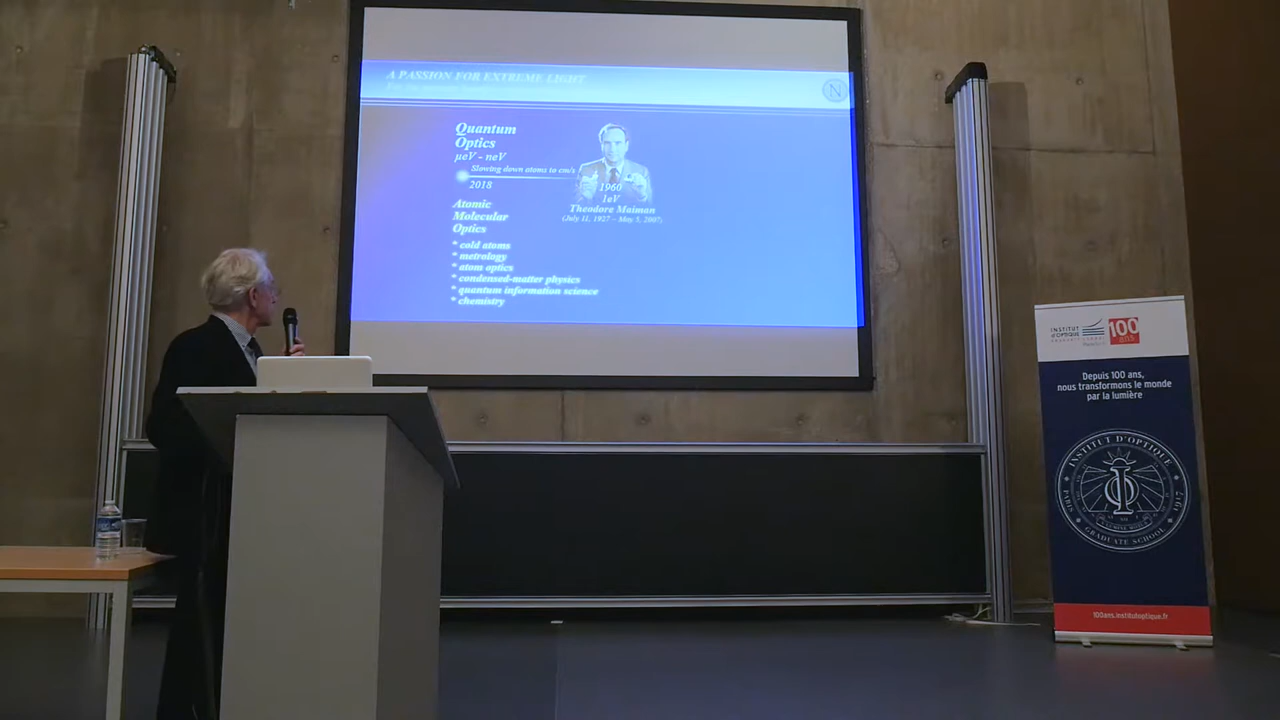 A PASSION FOR EXTREME LIGHT
N
Quantum
Optics
µeV - neV
Slowing down atoms to cm/s
2018
1960
1eV
Theodore Maiman
(July 11, 1927 – May 5, 2007)
Atomic
Molecular
Optics
* cold atoms
* metrology
* atom optics
* condensed-matter physics
* quantum information science
* chemistry
INSTITUT
d'OPTIQUE
100
ans
Depuis 100 ans,
nous transformons le monde
par la lumière
INSTITUT D'OPTIQUE
PARIS
1917
GRADUATE SCHOOL
100ans.institutoptique.fr